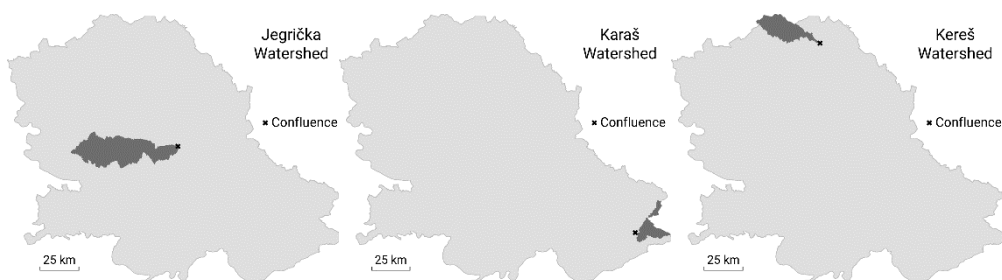 Jegrička
Watershed
× Confluence
25 km
Karaš
Watershed
× Confluence
25 km
Kereš
Watershed
× Confluence
25 km